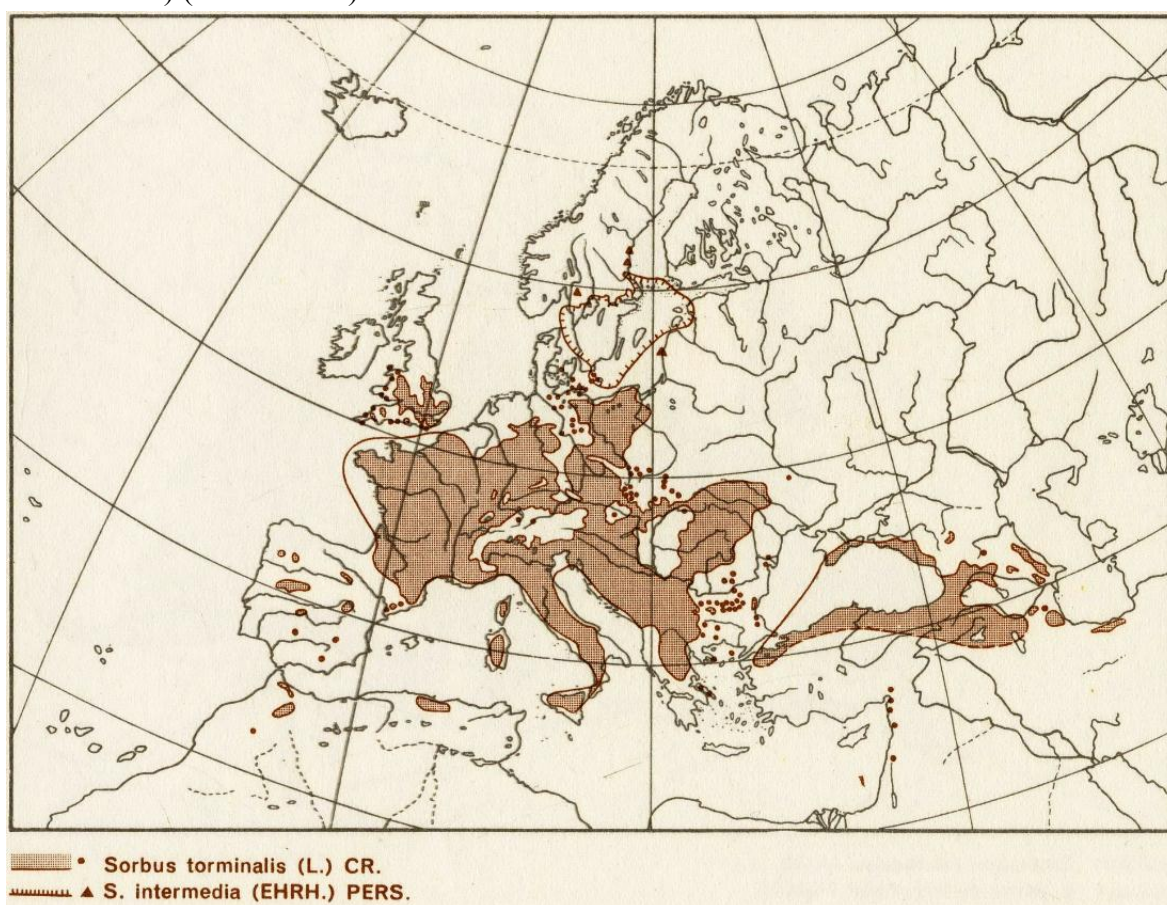 Sorbus torminalis (L.) CR.
S. intermedia (EHRH.) PERS.